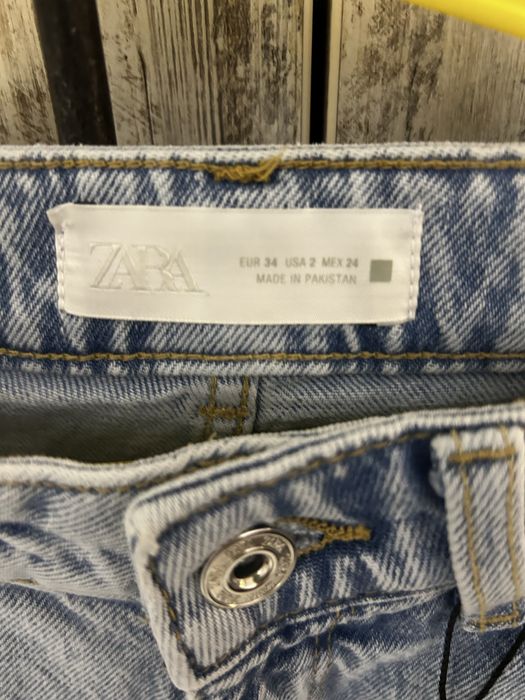 ZARA
EUR 34 USA 2 MEX 24
MADE IN PAKISTAN